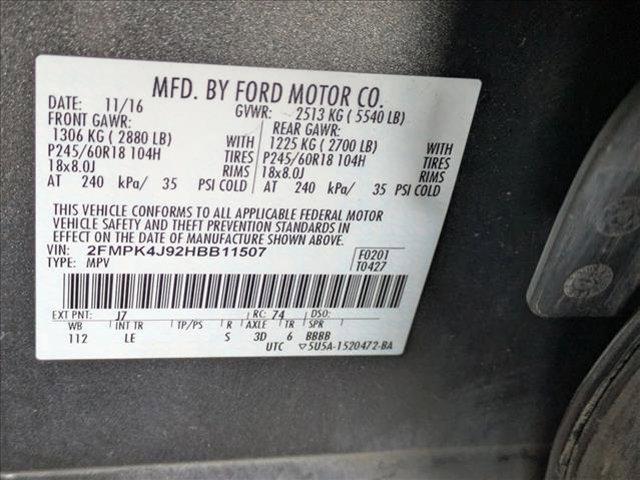 MFD. BY FORD MOTOR CO.
DATE: 11/16 GVWR: 2513 KG ( 5540 LB)
FRONT GAWR: REAR GAWR:
1306 KG ( 2880 LB) WITH 1225 KG ( 2700 LB) WITH
P245/60R18 104H TIRES P245/60R18 104H TIRES
18x8.0J RIMS 18x8.0J RIMS
AT 240 kPa/ 35 PSI COLD AT 240 kPa/ 35 PSI COLD
THIS VEHICLE CONFORMS TO ALL APPLICABLE FEDERAL MOTOR
VEHICLE SAFETY AND THEFT PREVENTION STANDARDS IN
EFFECT ON THE DATE OF MANUFACTURE SHOWN ABOVE.
VIN: 2FMPK4J92HBB11507 F0201
TYPE: MPV T0427
EXT PNT: J7 RC: 74 DSO:
WB INT TR TP/PS R AXLE TR SPR
112 LE S 3D 6 BBBB
UTC ▽5U5A-1520472-BA